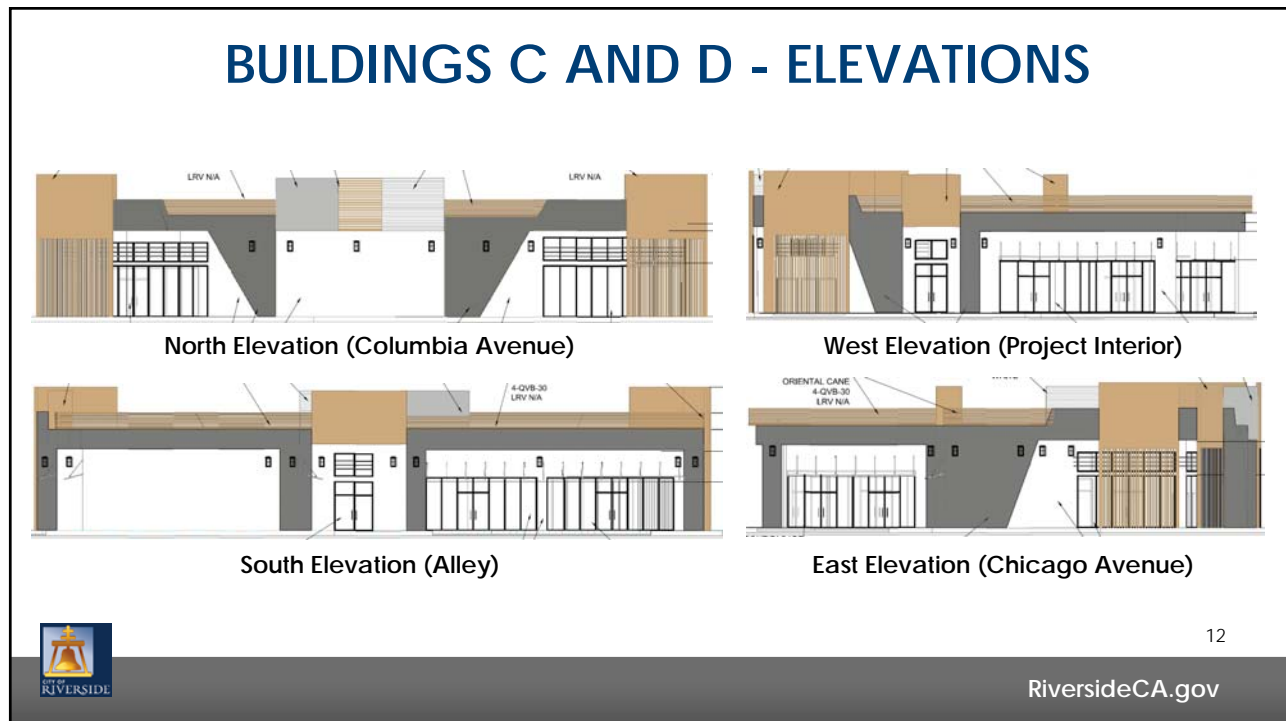 BUILDINGS C AND D - ELEVATIONS
LRV N/A
LRV N/A
North Elevation (Columbia Avenue)
West Elevation (Project Interior)
4-QVB-30
LRV N/A
South Elevation (Alley)
ORIENTAL CANE
4-QVB-30
LRV N/A
East Elevation (Chicago Avenue)
12
CITY OF
RIVERSIDE
RiversideCA.gov